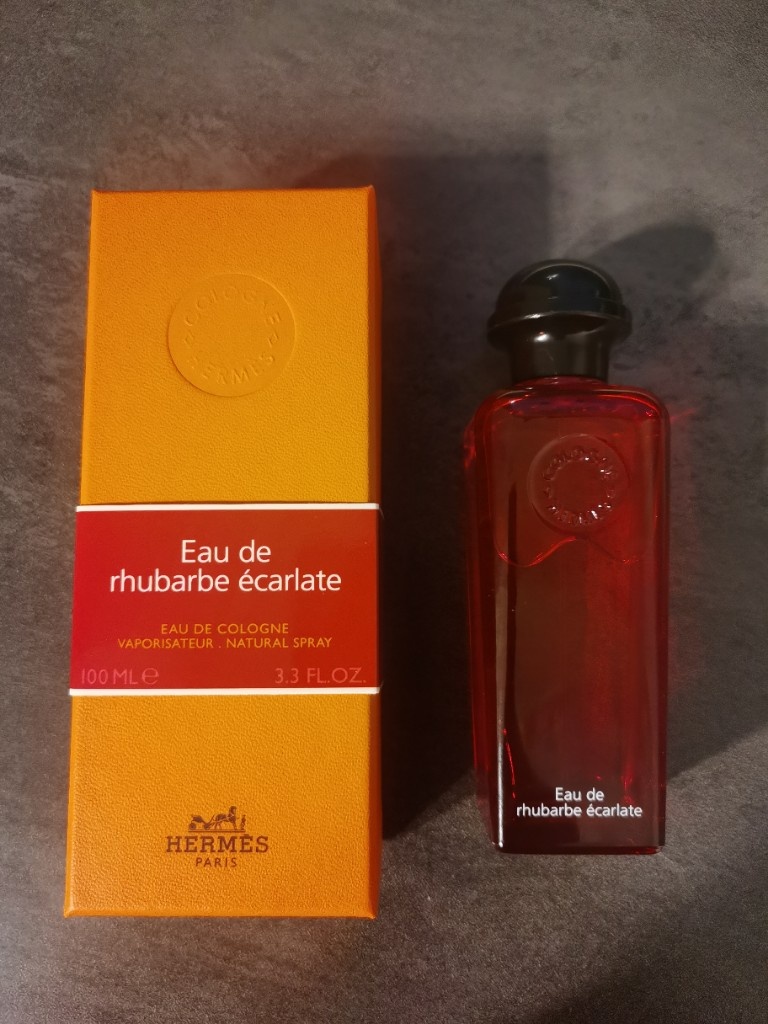 COLOGNE
HERMÈS
Eau de
rhubarbe écarlate
EAU DE COLOGNE
VAPORISATEUR . NATURAL SPRAY
100 ML ℮ 3.3 FL.OZ.
HERMÈS
PARIS
COLOGNE
HERMÈS
Eau de
rhubarbe écarlate